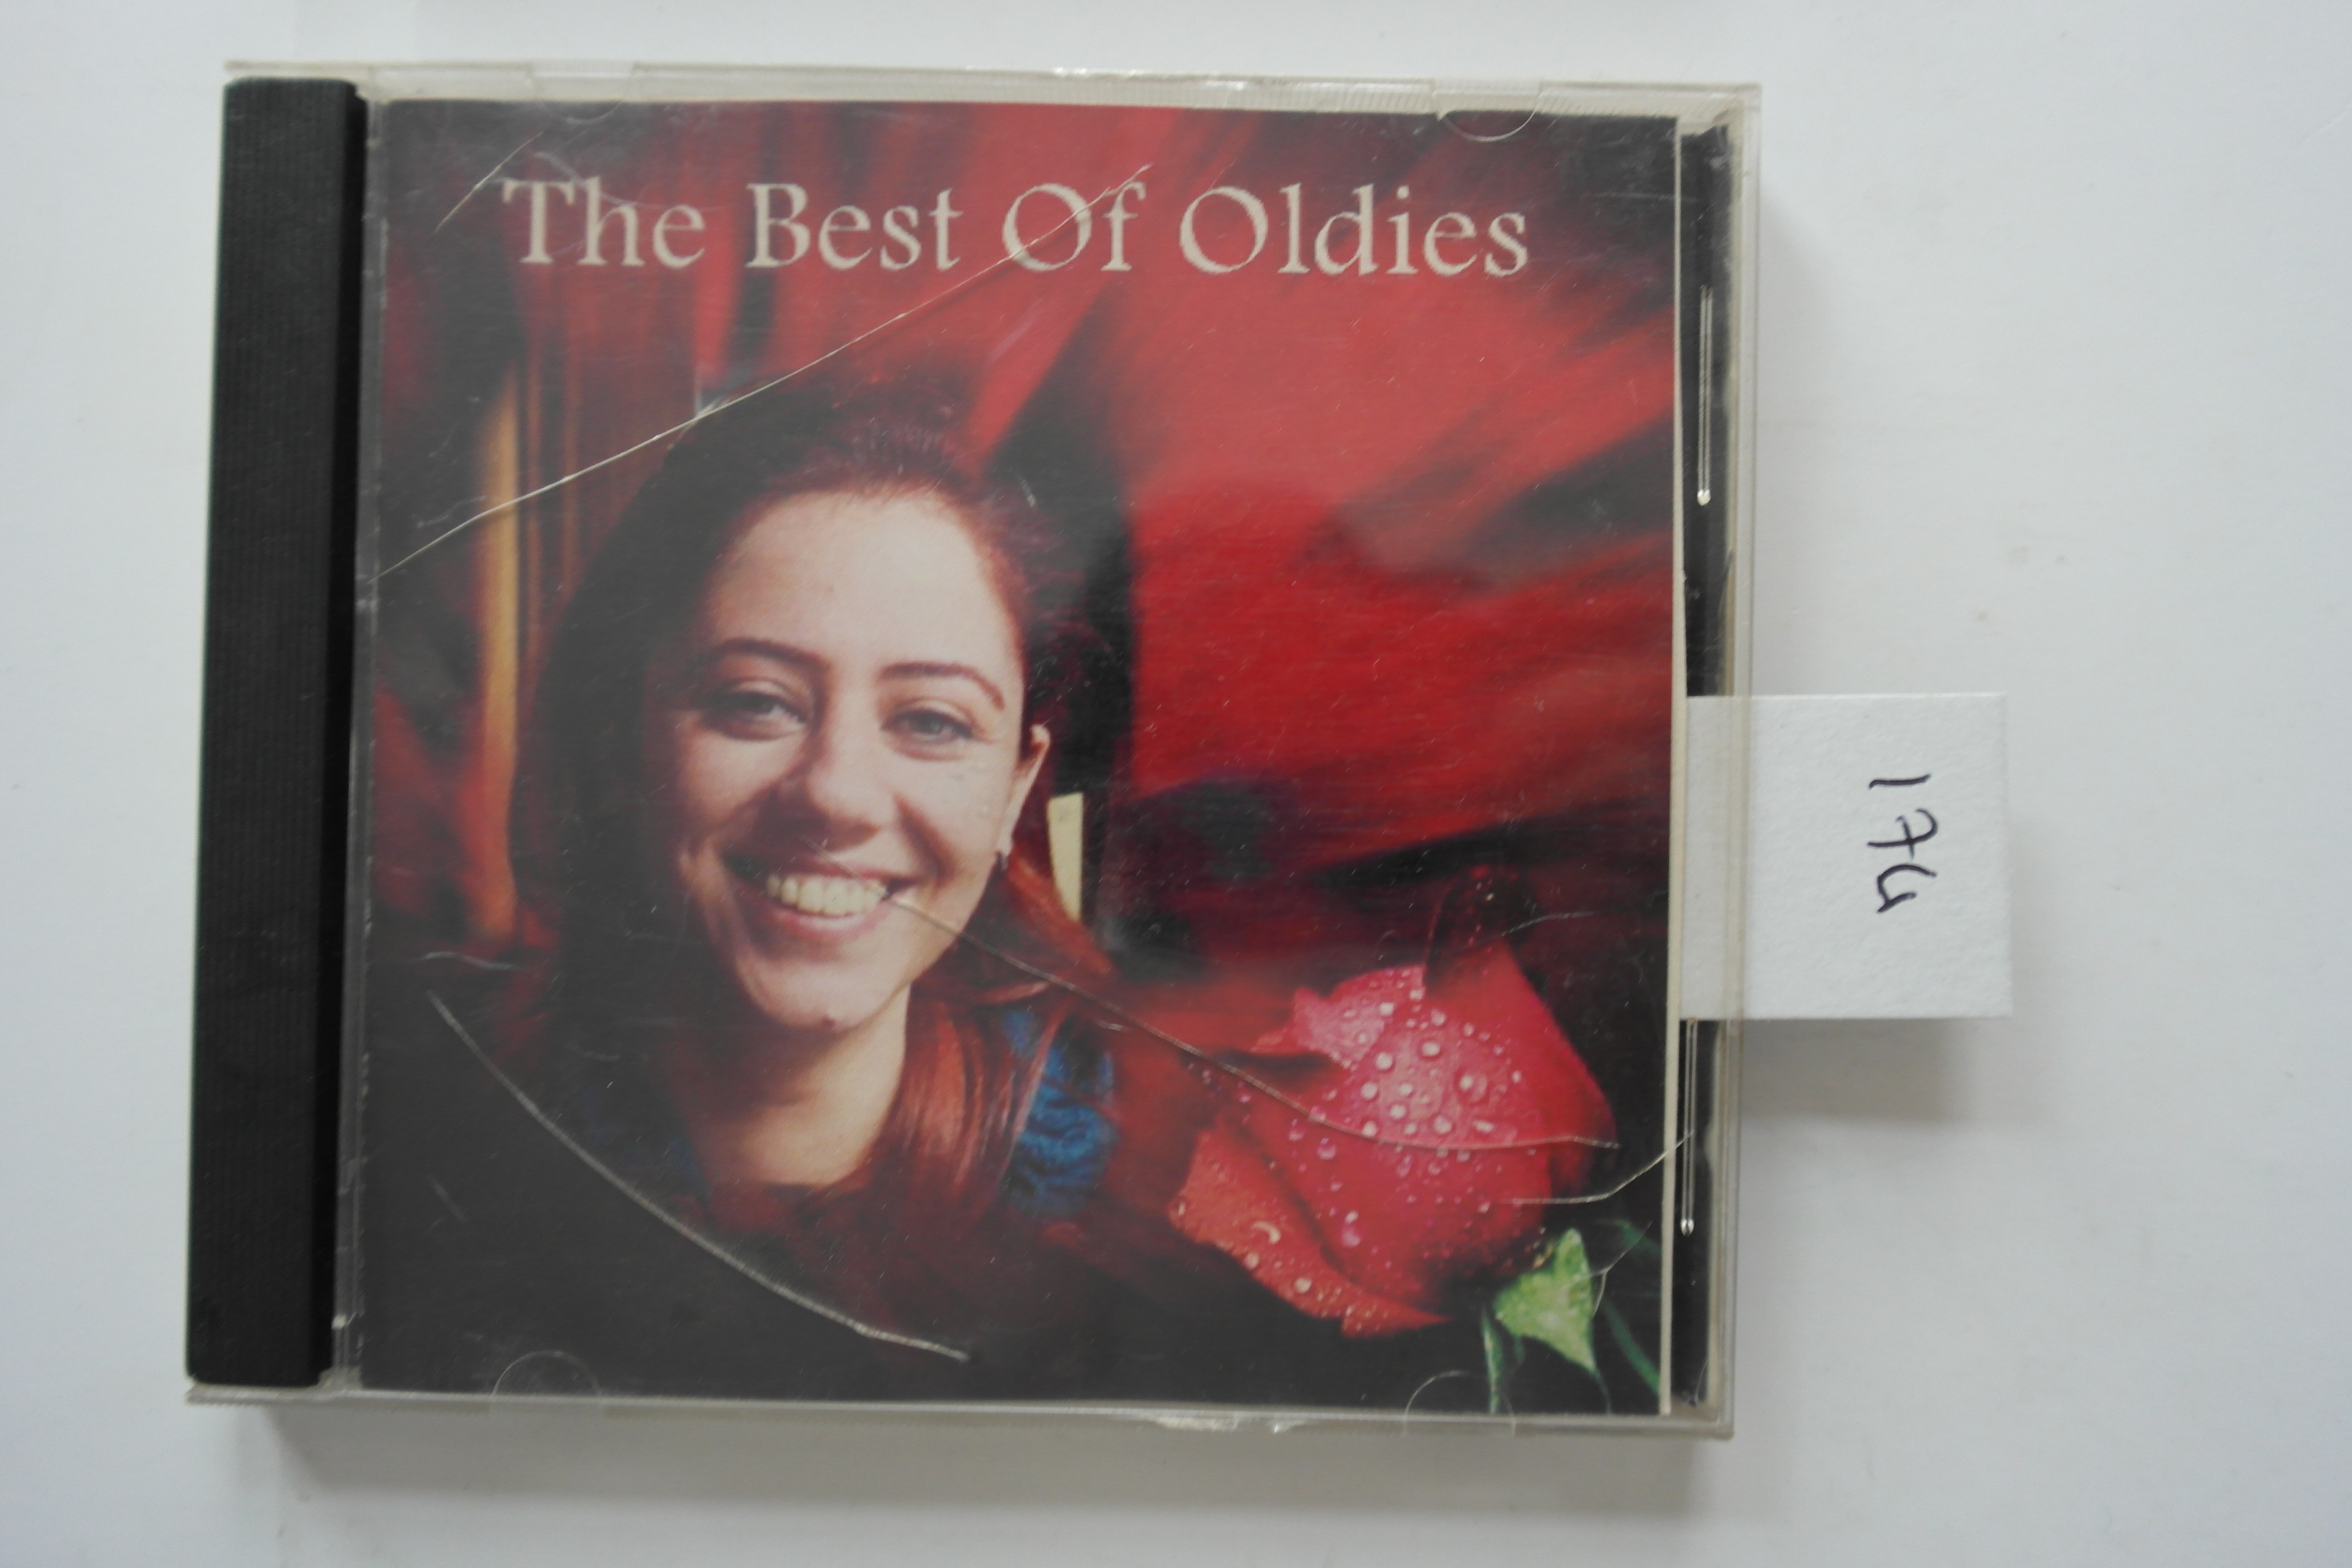 The Best Of Oldies
174